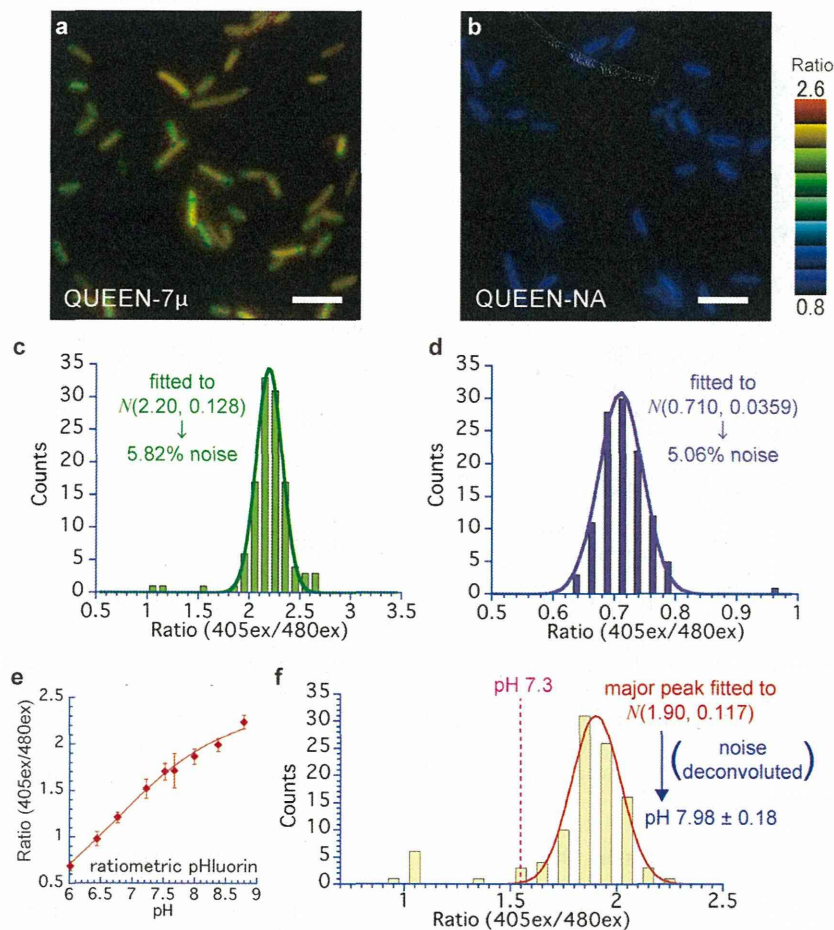 a
QUEEN-7µ
b
QUEEN-NA
Ratio
2.6
0.8
c
35
30
25
20
15
10
5
0
Counts
fitted to
N(2.20, 0.128)
↓
5.82% noise
0.5 1 1.5 2 2.5 3 3.5
Ratio (405ex/480ex)
d
35
30
25
20
15
10
5
0
Counts
fitted to
N(0.710, 0.0359)
↓
5.06% noise
0.5 0.6 0.7 0.8 0.9 1
Ratio (405ex/480ex)
e
Ratio (405ex/480ex)
2.5
2
1.5
1
0.5
ratiometric pHluorin
6 6.5 7 7.5 8 8.5 9
pH
f
35
30
25
20
15
10
5
0
Counts
pH 7.3
major peak fitted to
N(1.90, 0.117)
(noise
deconvoluted)
pH 7.98 ± 0.18
1 1.5 2 2.5
Ratio (405ex/480ex)